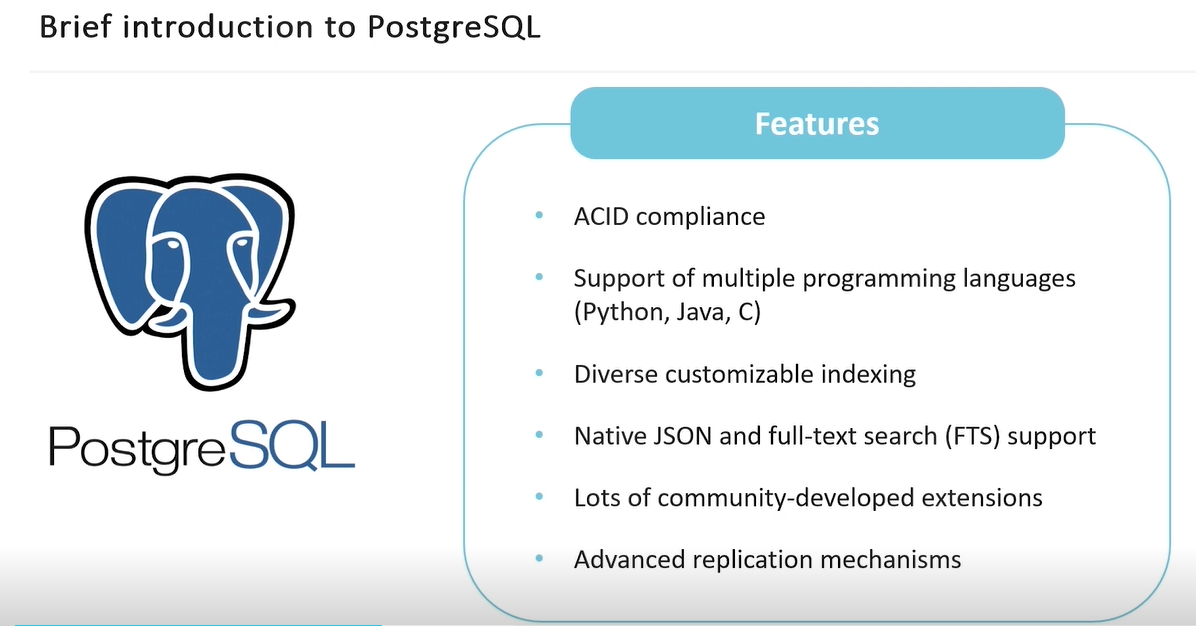 Brief introduction to PostgreSQL
Features
• ACID compliance
• Support of multiple programming languages
(Python, Java, C)
• Diverse customizable indexing
• Native JSON and full-text search (FTS) support
• Lots of community-developed extensions
• Advanced replication mechanisms
PostgreSQL